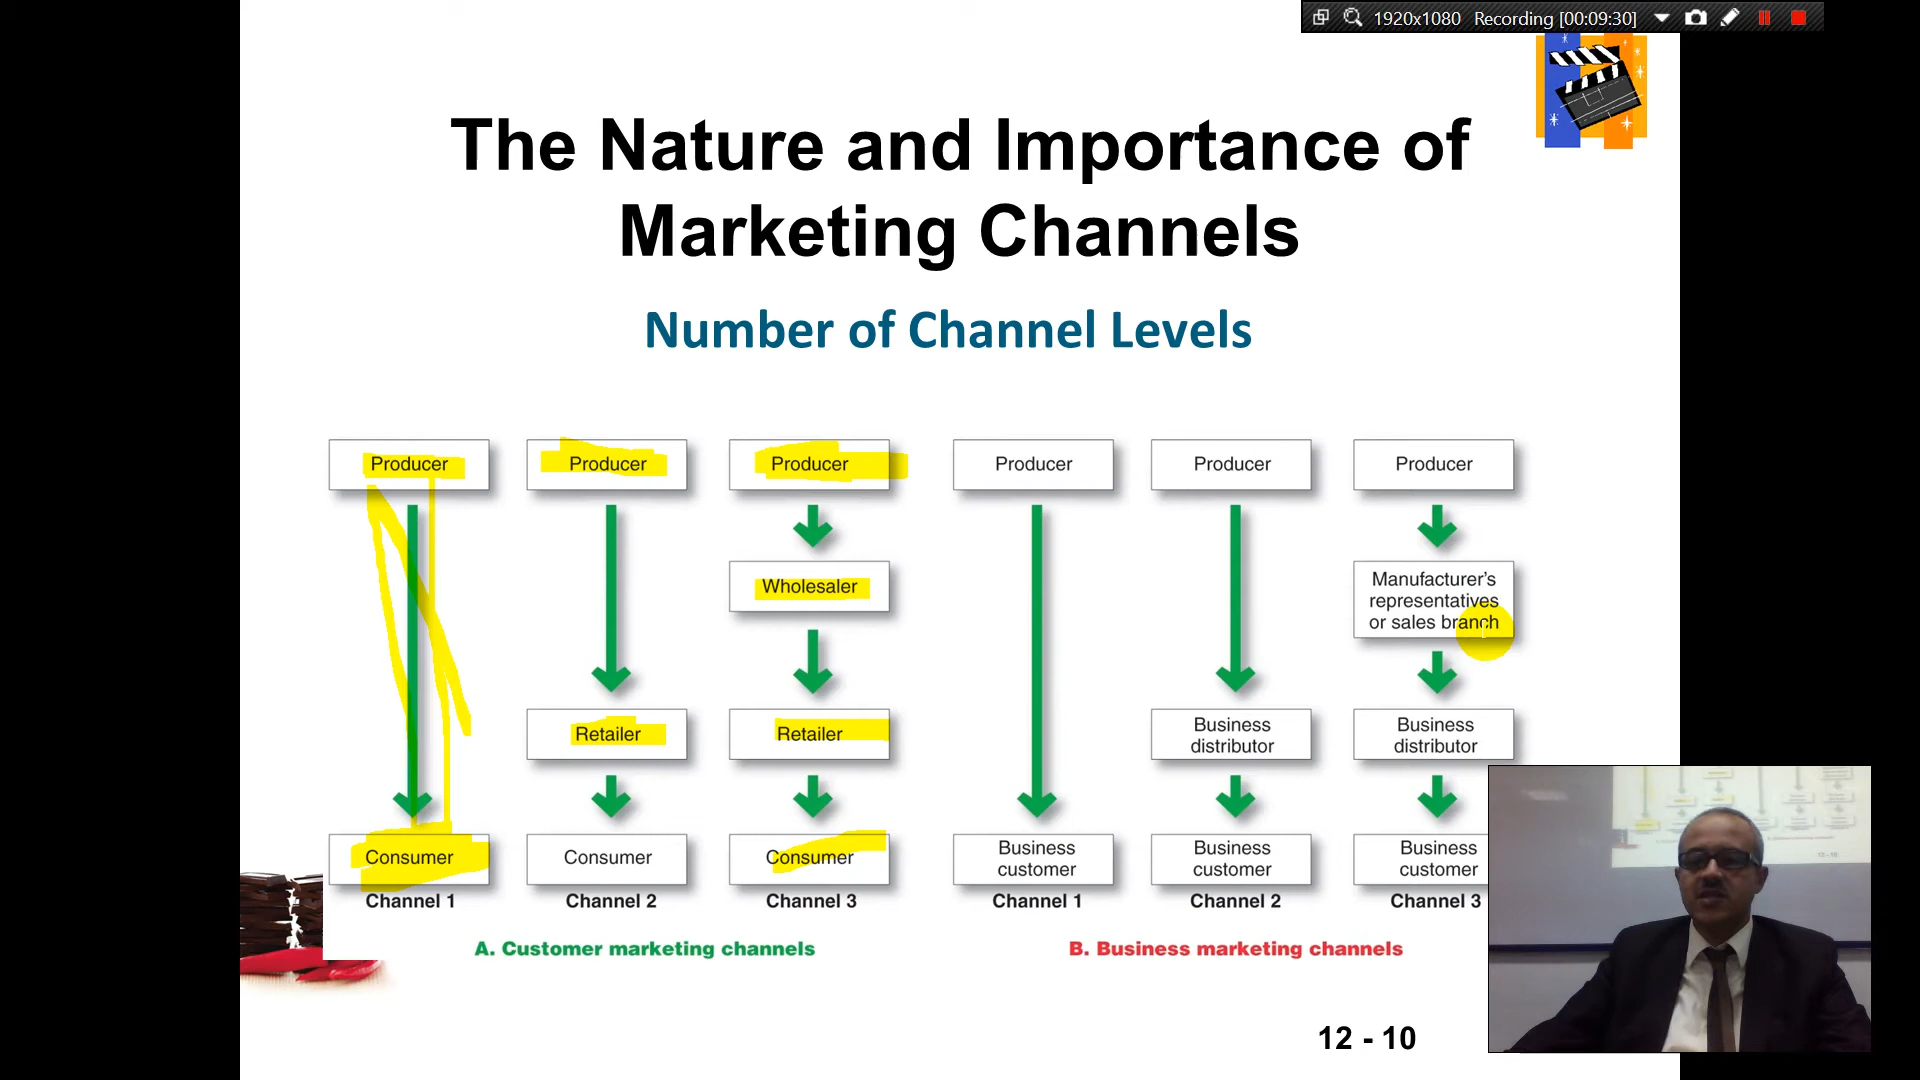 1920x1080 Recording [00:09:30]
The Nature and Importance of
Marketing Channels
Number of Channel Levels
Producer
Consumer
Channel 1
Producer
Retailer
Consumer
Channel 2
Producer
Wholesaler
Retailer
Consumer
Channel 3
A. Customer marketing channels
Producer
Business
customer
Channel 1
Producer
Business
distributor
Business
customer
Channel 2
Producer
Manufacturer's
representatives
or sales branch
Business
distributor
Business
customer
Channel 3
B. Business marketing channels
12 - 10
12 - 10